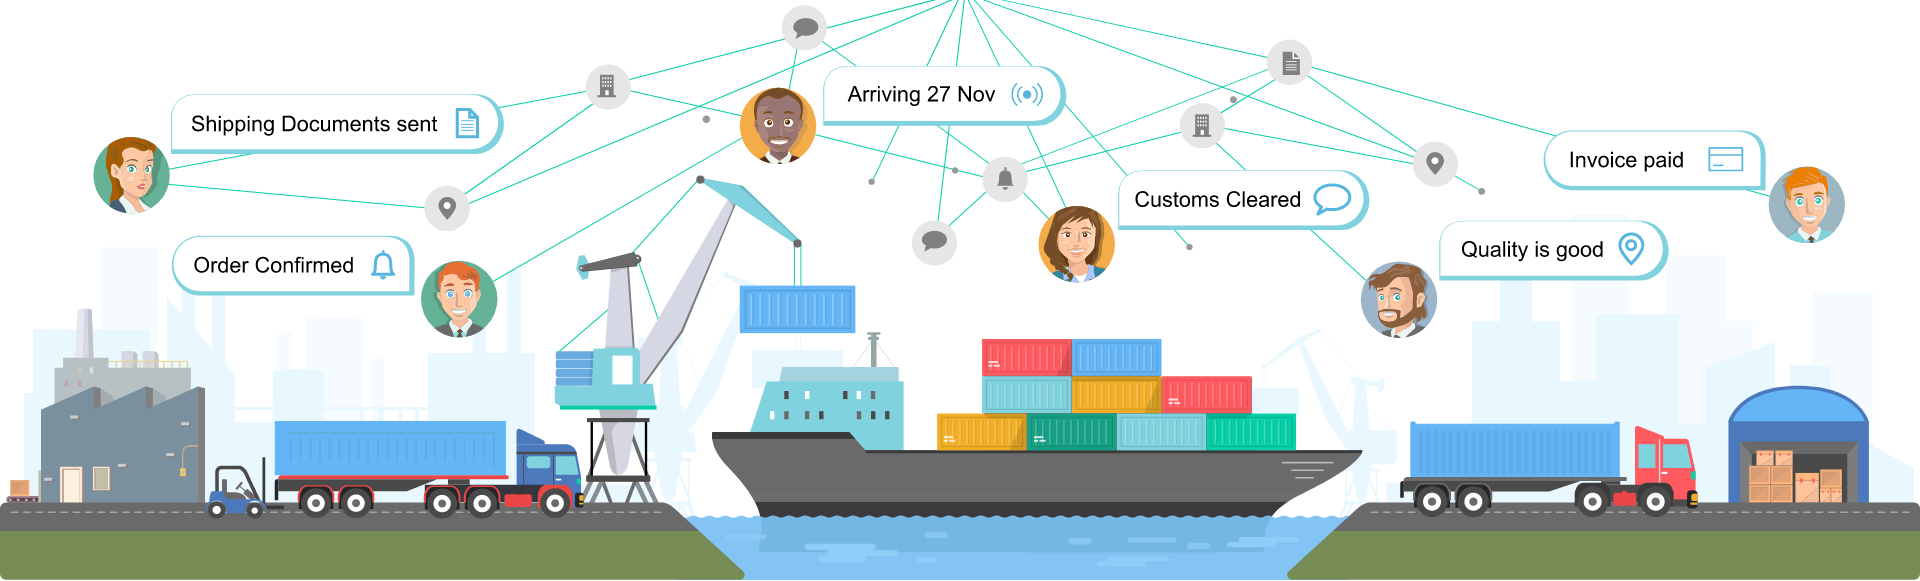 Shipping Documents sent
Order Confirmed
Arriving 27 Nov
Customs Cleared
Invoice paid
Quality is good